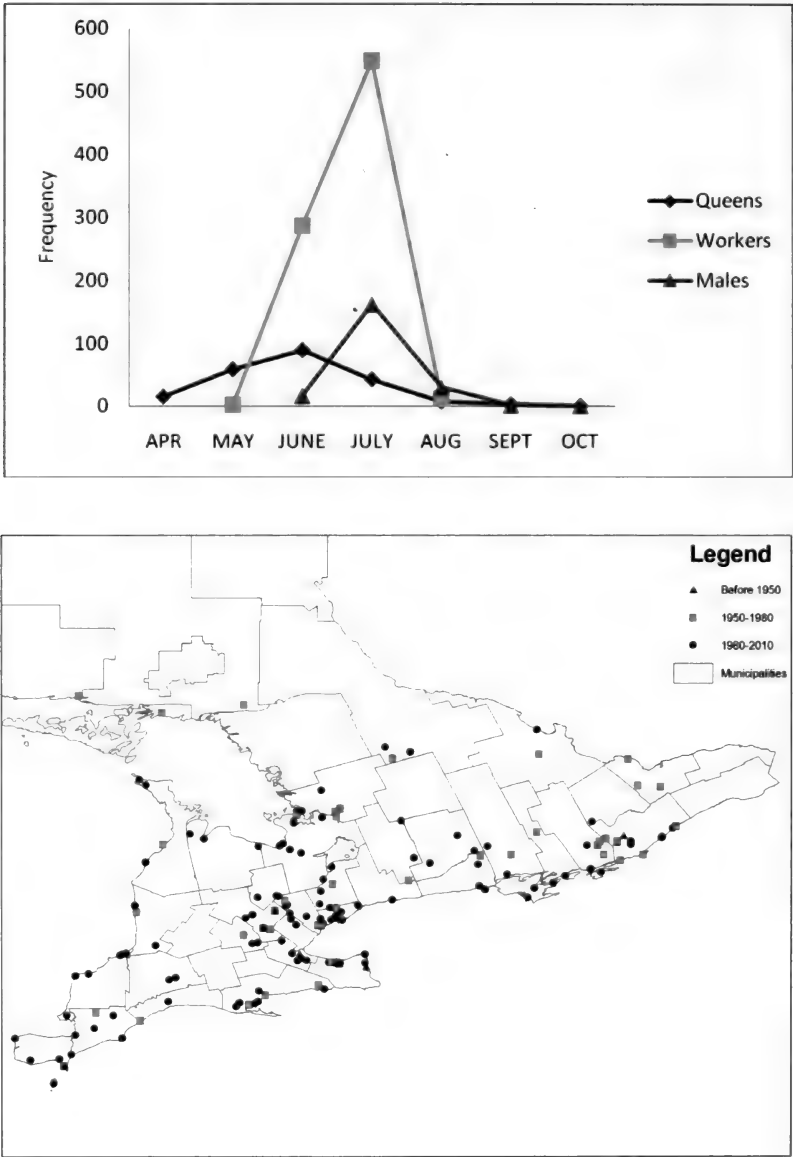 600
500
400
300
200
100
0
Frequency
APR MAY JUNE JULY AUG SEPT OCT
Queens
Workers
Males
Legend
Before 1950
1950-1980
1980-2010
Municipalities